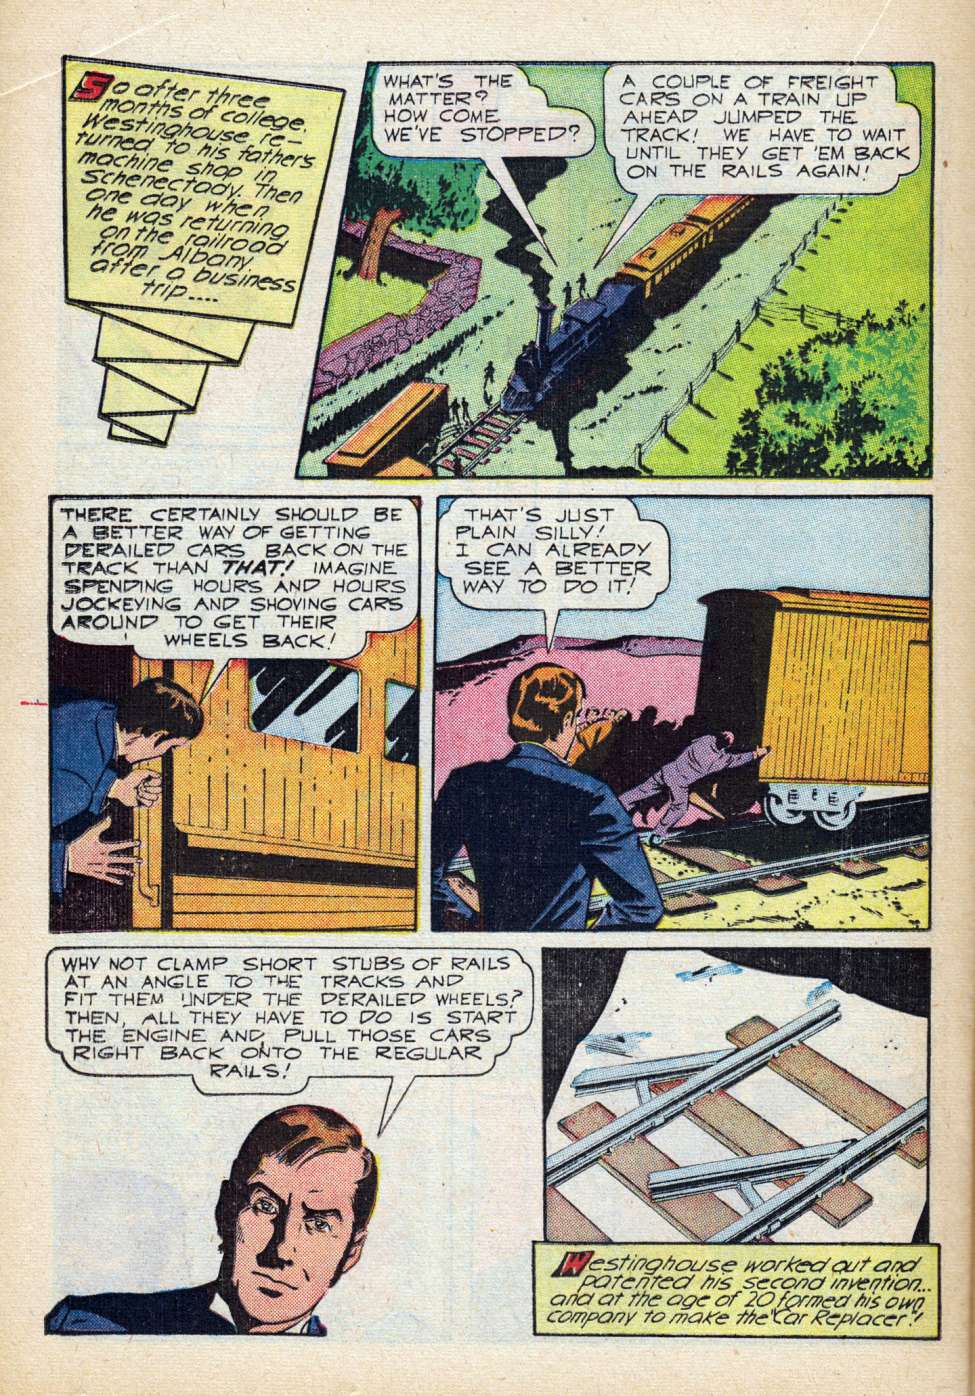 So after three
months of college,
Westinghouse re-
turned to his father's
machine shop in
Schenectady. Then
one day when
he was returning
on the railroad
from Albany
after a business
trip....
WHAT'S THE
MATTER?
HOW COME
WE'VE STOPPED?
A COUPLE OF FREIGHT
CARS ON A TRAIN UP
AHEAD JUMPED THE
TRACK! WE HAVE TO WAIT
UNTIL THEY GET 'EM BACK
ON THE RAILS AGAIN!
THERE CERTAINLY SHOULD BE
A BETTER WAY OF GETTING
DERAILED CARS BACK ON THE
TRACK THAN THAT! IMAGINE
SPENDING HOURS AND HOURS
JOCKEYING AND SHOVING CARS
AROUND TO GET THEIR
WHEELS BACK!
THAT'S JUST
PLAIN SILLY!
I CAN ALREADY
SEE A BETTER
WAY TO DO IT!
WHY NOT CLAMP SHORT STUBS OF RAILS
AT AN ANGLE TO THE TRACKS AND
FIT THEM UNDER THE DERAILED WHEELS?
THEN, ALL THEY HAVE TO DO IS START
THE ENGINE AND PULL THOSE CARS
RIGHT BACK ONTO THE REGULAR
RAILS!
Westinghouse worked out and
patented his second invention...
and at the age of 20 formed his own
company to make the "Car Replacer"!